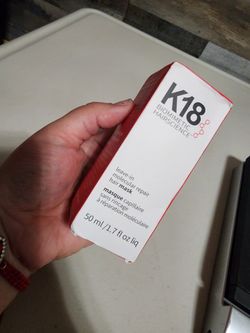 K18
BIOMIMETIC
HAIRSCIENCE
leave-in
molecular repair
hair mask
masque capillaire
sans rinçage
à réparation moléculaire
50 ml/1.7 fl oz liq